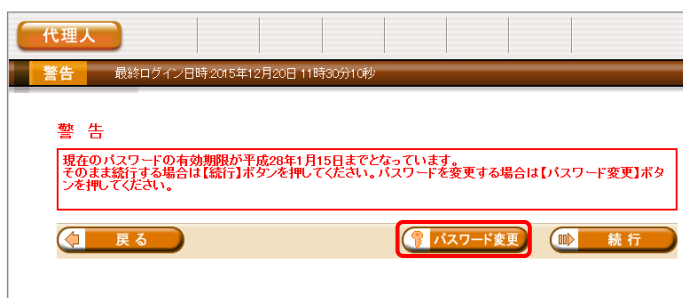 代理人
警告 最終ログイン日時:2015年12月20日 11時30分10秒
警 告
現在のパスワードの有効期限が平成28年1月15日までとなっています。
そのまま続行する場合は【続行】ボタンを押してください。パスワードを変更する場合は【パスワード変更】ボタ
ンを押してください。
戻る パスワード変更 続 行